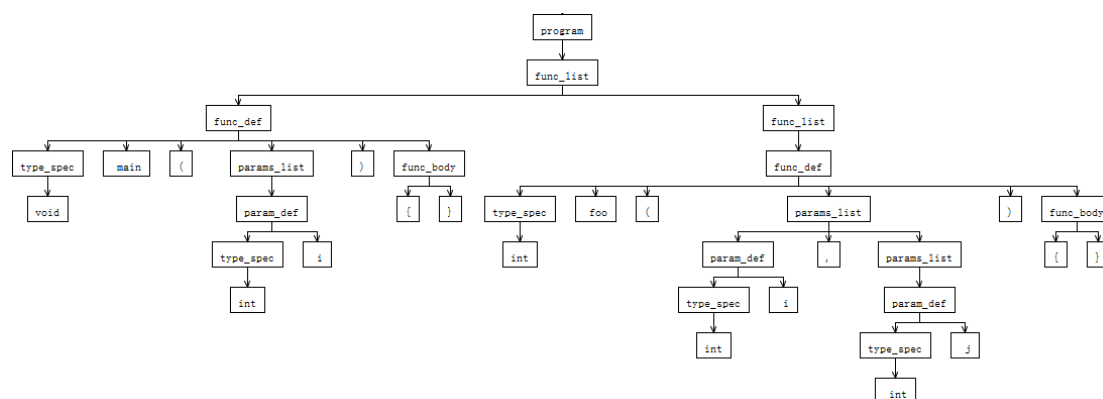 program
func_list
func_def func_list
type_spec main ( params_list ) func_body func_def
void param_def { } type_spec foo ( params_list ) func_body
type_spec i int param_def , params_list { }
int type_spec i param_def
int type_spec j
int